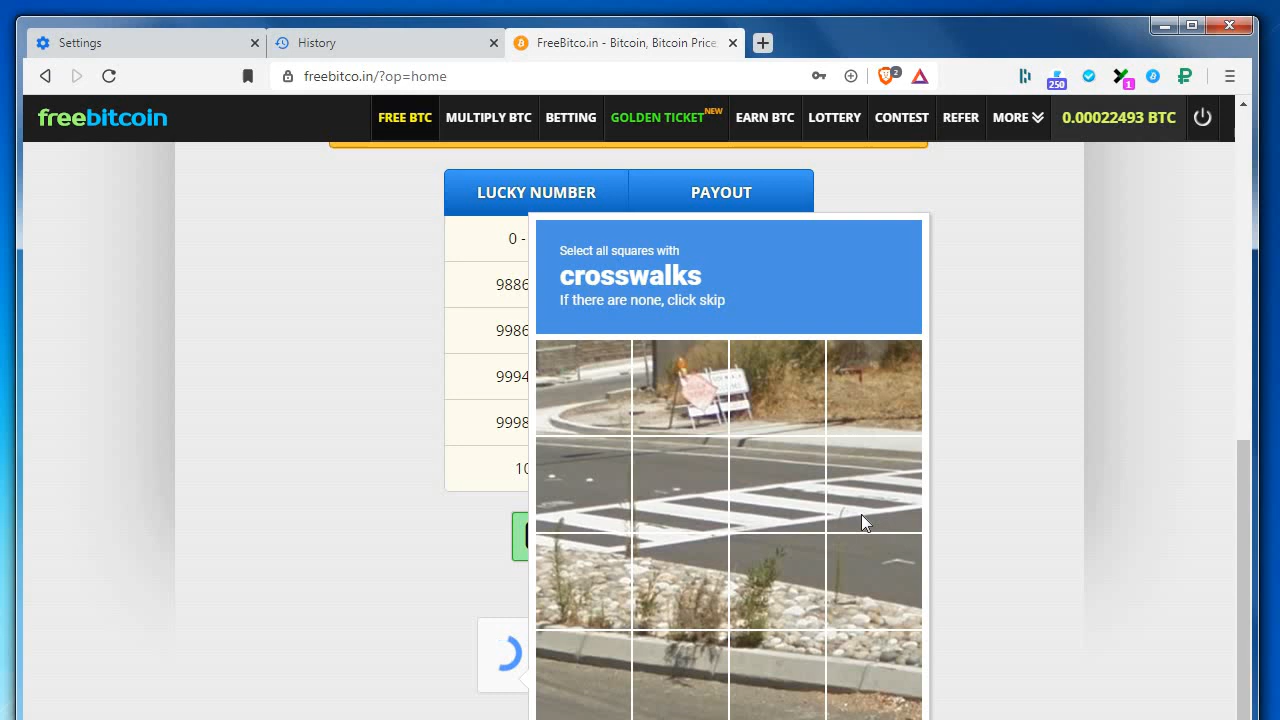 Settings
History
FreeBitco.in - Bitcoin, Bitcoin Price
freebitco.in/?op=home
2
250
1
freebitcoin
FREE BTC
MULTIPLY BTC
BETTING
GOLDEN TICKET NEW
EARN BTC
LOTTERY
CONTEST
REFER
MORE
0.00022493 BTC
LUCKY NUMBER
PAYOUT
0 -
9886
9986
9994
9998
10
Select all squares with
crosswalks
If there are none, click skip